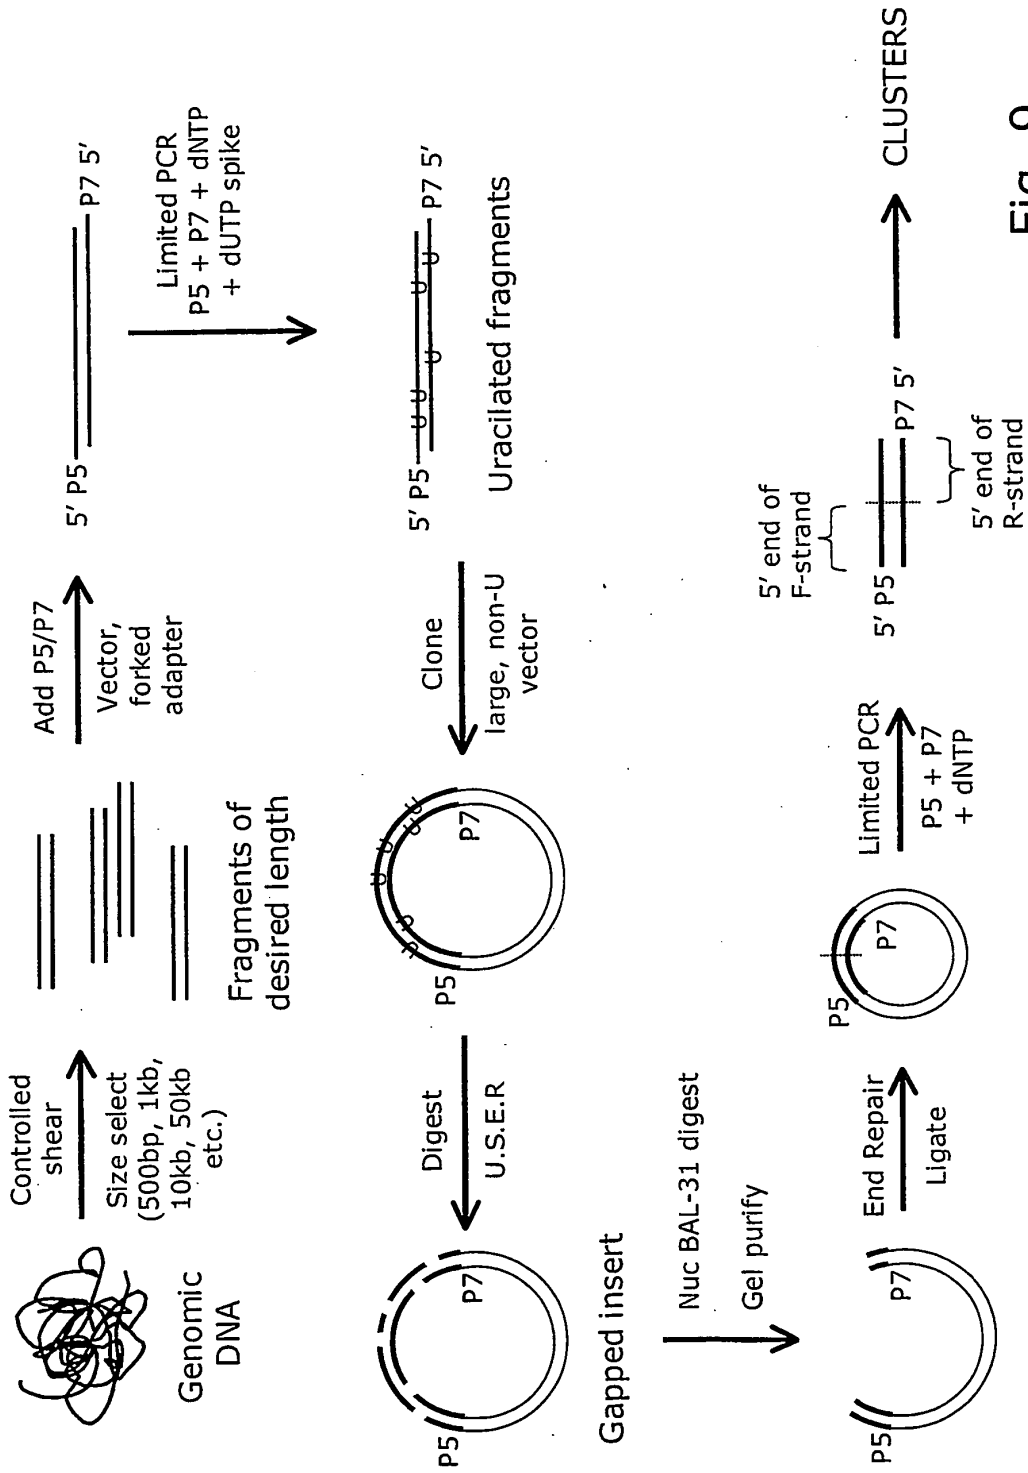 Genomic
DNA
Controlled
shear
Size select
(500bp, 1kb,
10kb, 50kb
etc.)
Fragments of
desired length
Add P5/P7
Vector,
forked
adapter
5′ P5
P7 5′
Limited PCR
P5 + P7 + dNTP
+ dUTP spike
5′ P5
U U U U U
P7 5′
Uracilated fragments
Clone
large, non-U
vector
P5
U U U U U U
P7
Digest
U.S.E.R
P5
P7
Gapped insert
Nuc BAL-31 digest
Gel purify
P5
P7
End Repair
Ligate
P5
P7
Limited PCR
P5 + P7
+ dNTP
5′ end of
F-strand
5′ P5
P7 5′
5′ end of
R-strand
CLUSTERS